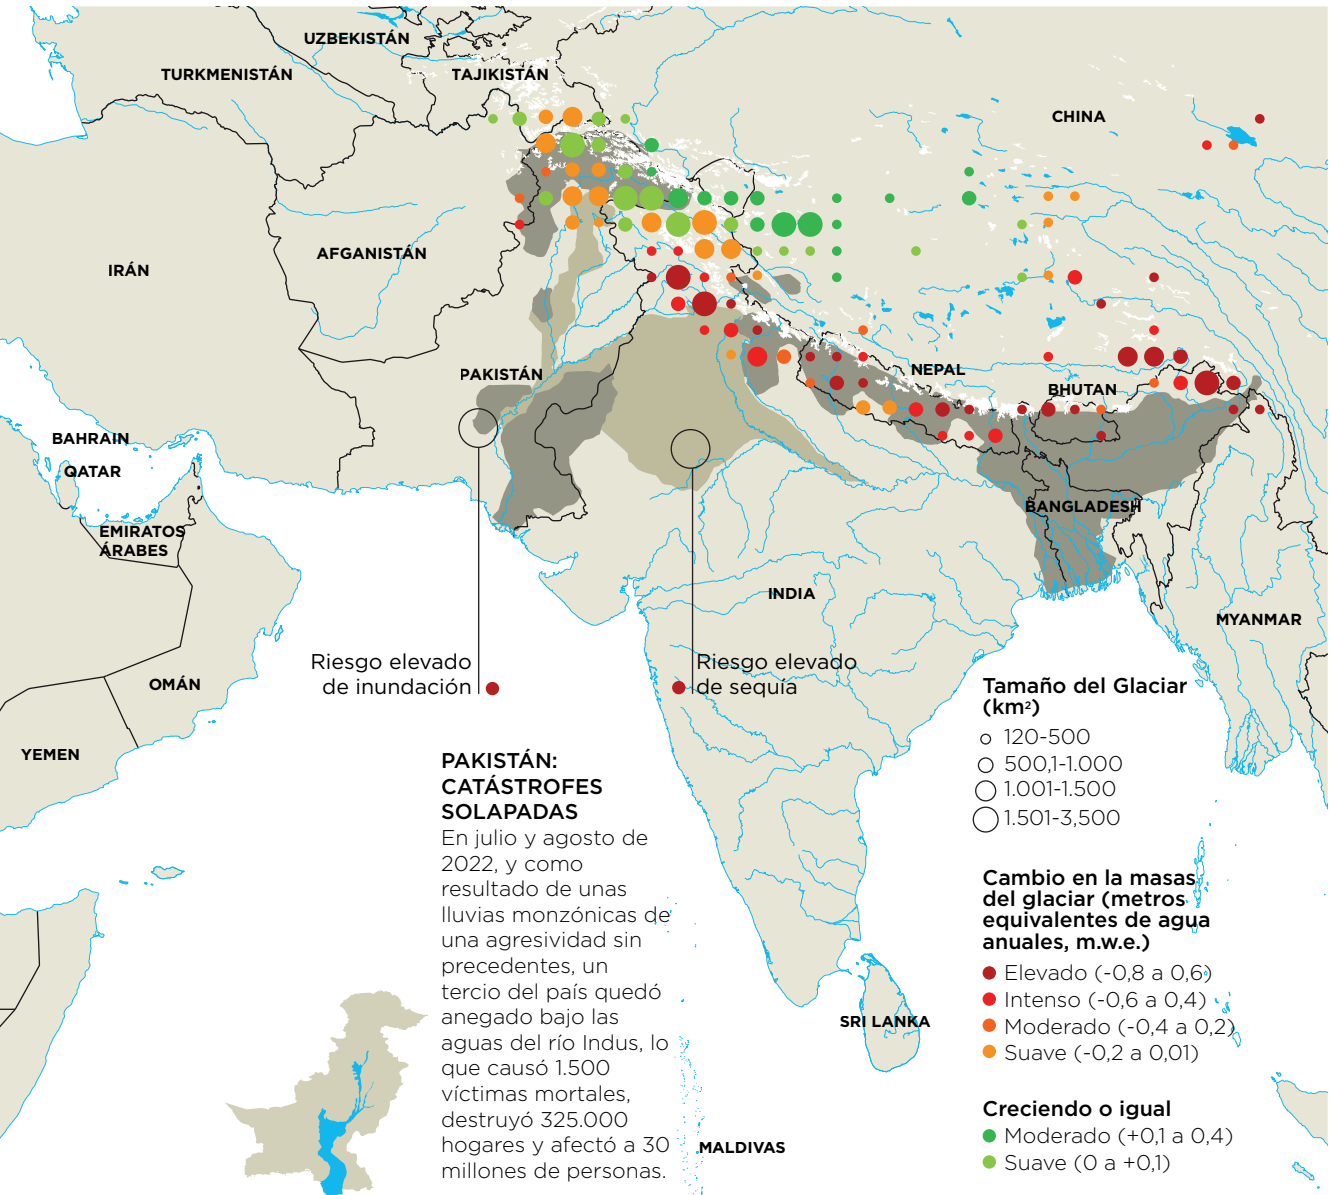 UZBEKISTÁN
TURKMENISTÁN
TAJIKISTÁN
CHINA
AFGANISTÁN
IRÁN
PAKISTÁN
NEPAL
BHUTAN
BAHRAIN
QATAR
EMIRATOS
ÁRABES
BANGLADESH
INDIA
MYANMAR
OMÁN
YEMEN
SRI LANKA
MALDIVAS
Riesgo elevado
de inundación
Riesgo elevado
de sequía
PAKISTÁN:
CATÁSTROFES
SOLAPADAS
En julio y agosto de
2022, y como
resultado de unas
lluvias monzónicas de
una agresividad sin
precedentes, un
tercio del país quedó
anegado bajo las
aguas del río Indus, lo
que causó 1.500
víctimas mortales,
destruyó 325.000
hogares y afectó a 30
millones de personas.
Tamaño del Glaciar
(km²)
120-500
500,1-1.000
1.001-1.500
1.501-3,500
Cambio en la masas
del glaciar (metros
equivalentes de agua
anuales, m.w.e.)
Elevado (-0,8 a 0,6)
Intenso (-0,6 a 0,4)
Moderado (-0,4 a 0,2)
Suave (-0,2 a 0,01)
Creciendo o igual
Moderado (+0,1 a 0,4)
Suave (0 a +0,1)